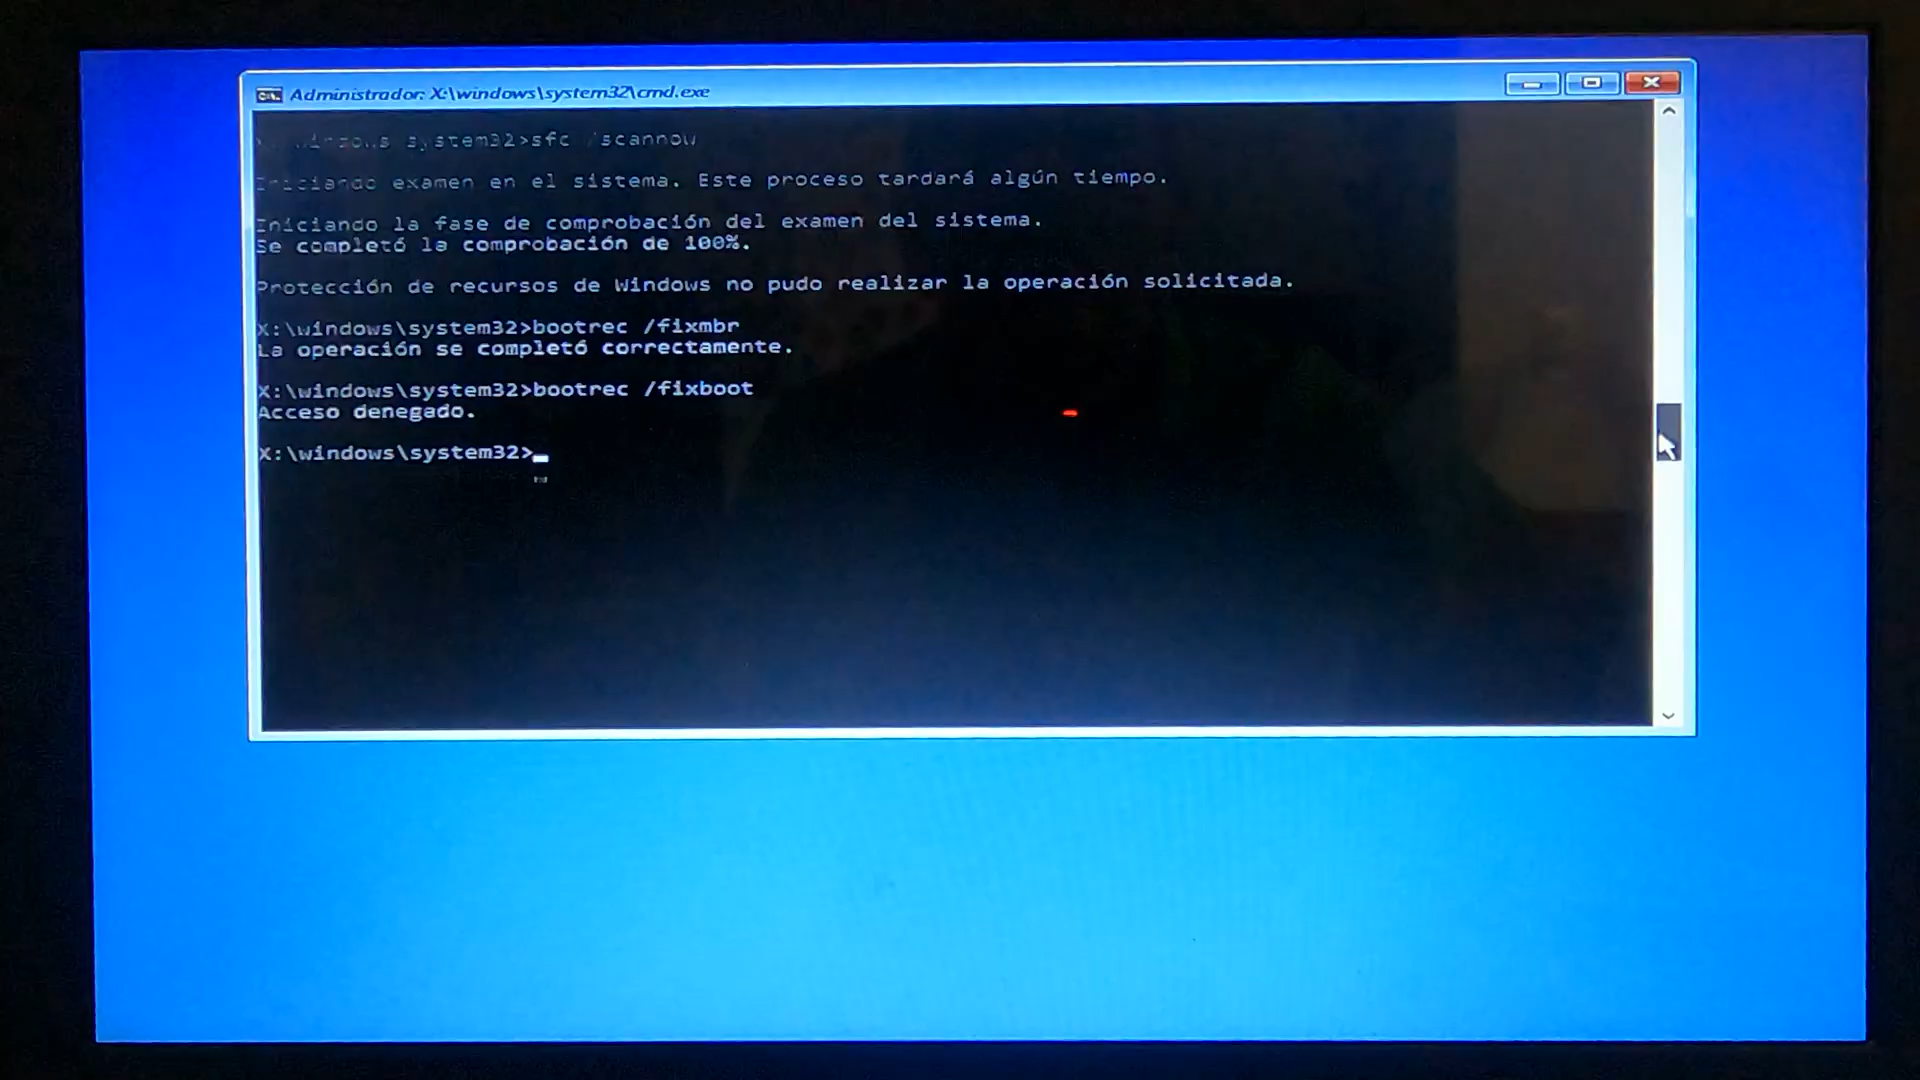 Administrador: X:\windows\system32\cmd.exe
system32>sfc /scannow
Iniciando examen en el sistema. Este proceso tardará algún tiempo.
Iniciando la fase de comprobación del examen del sistema.
Se completó la comprobación de 100%.
Protección de recursos de Windows no pudo realizar la operación solicitada.
X:\windows\system32>bootrec /fixmbr
La operación se completó correctamente.
X:\windows\system32>bootrec /fixboot
Acceso denegado.
X:\windows\system32>